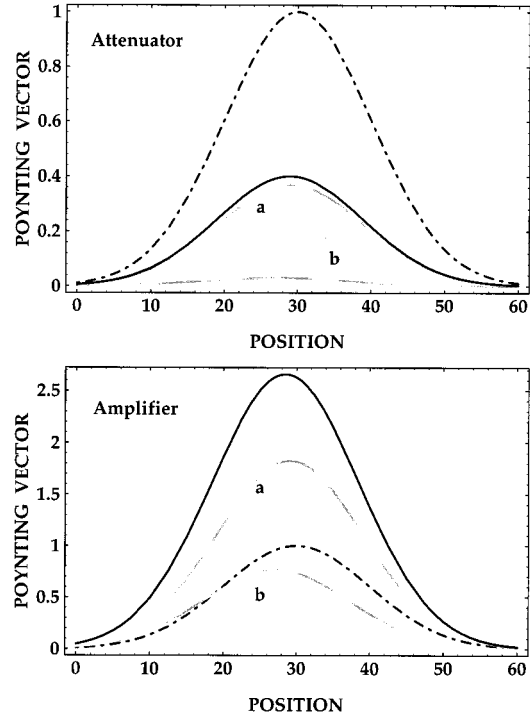 Attenuator
POYNTING VECTOR
1
0.8
0.6
0.4
0.2
0
a
b
0 10 20 30 40 50 60
POSITION
Amplifier
POYNTING VECTOR
2.5
2
1.5
1
0.5
0
a
b
0 10 20 30 40 50 60
POSITION